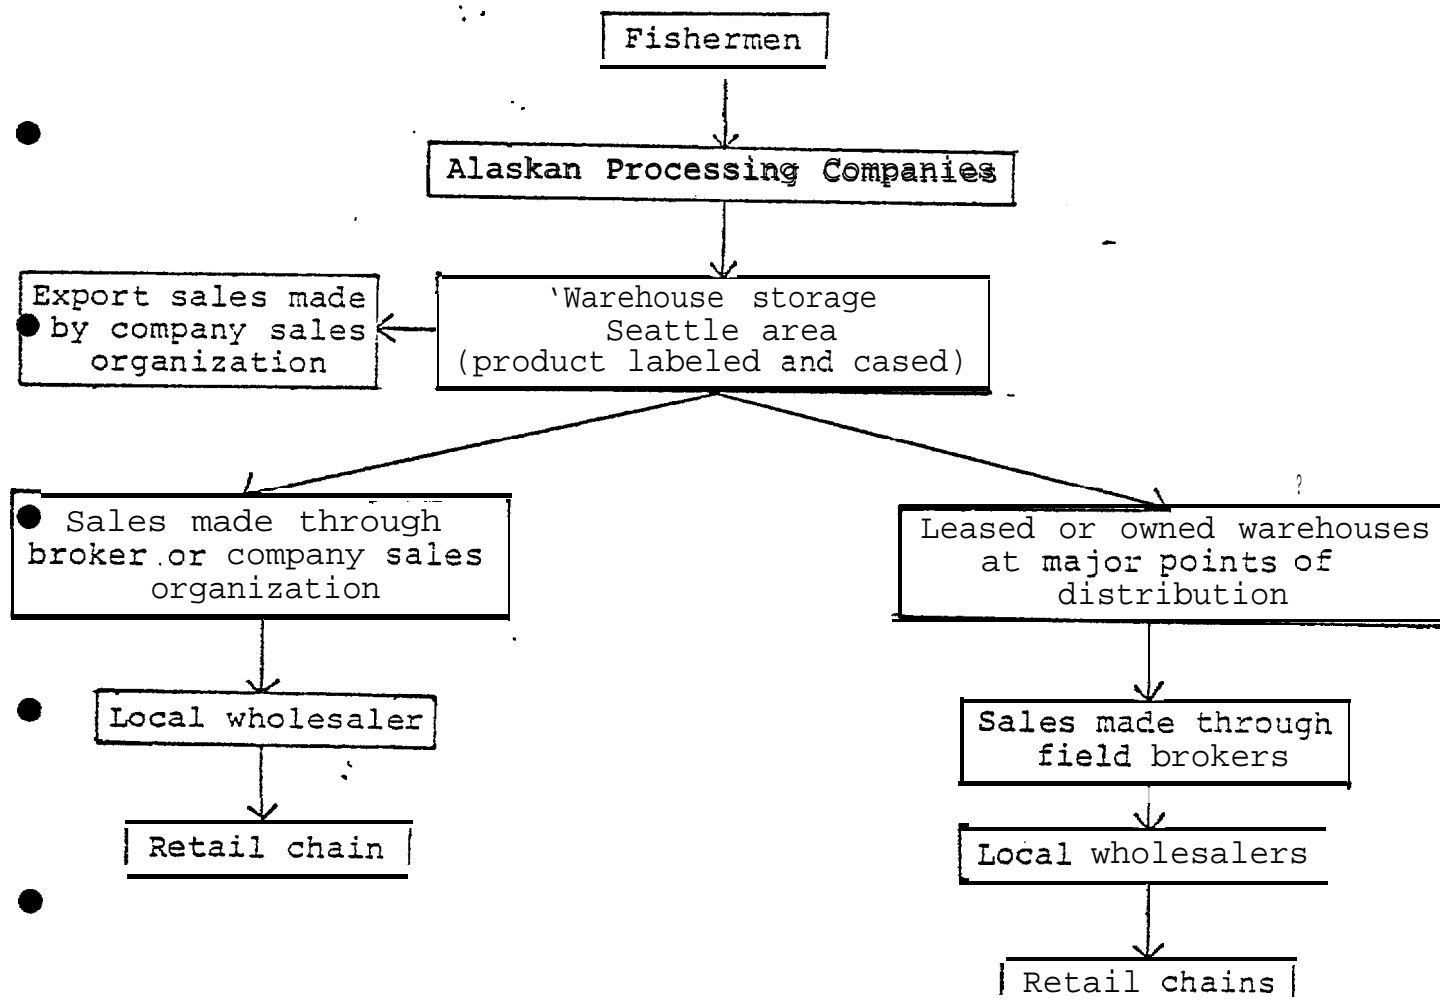 Fishermen
Alaskan Processing Companies
Export sales made
by company sales
organization
'Warehouse storage
Seattle area
(product labeled and cased)
?
Sales made through
broker or company sales
organization
Leased or owned warehouses
at major points of
distribution
Local wholesaler
Sales made through
field brokers
Retail chain
Local wholesalers
Retail chains